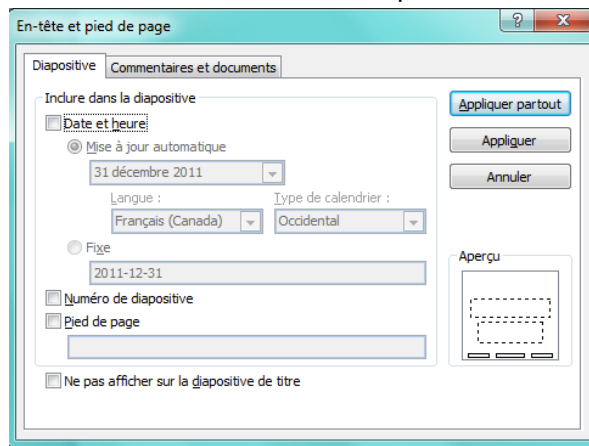 En-tête et pied de page
Diapositive Commentaires et documents
Inclure dans la diapositive
Date et heure
Mise à jour automatique
31 décembre 2011
Langue : Type de calendrier :
Français (Canada) Occidental
Fixe
2011-12-31
Numéro de diapositive
Pied de page
Ne pas afficher sur la diapositive de titre
Appliquer partout
Appliquer
Annuler
Aperçu